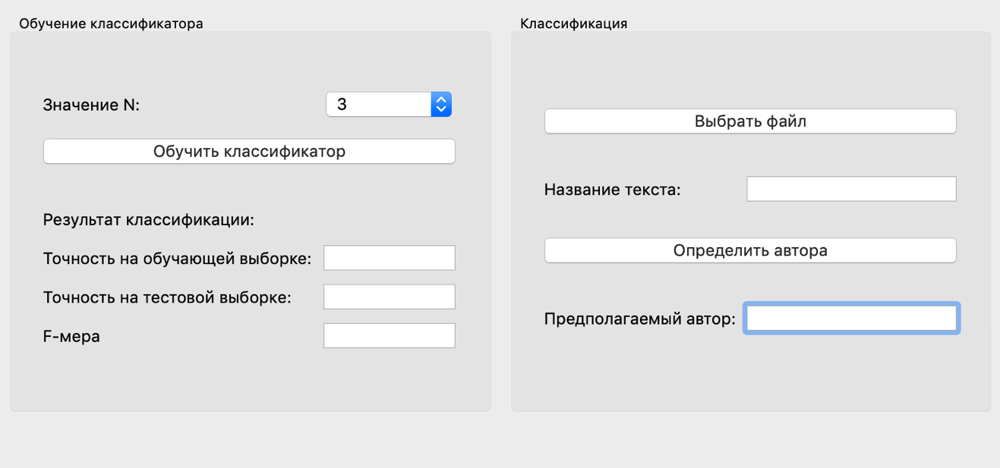 Обучение классификатора
Значение N:
3
Обучить классификатор
Результат классификации:
Точность на обучающей выборке:
Точность на тестовой выборке:
F-мера
Классификация
Выбрать файл
Название текста:
Определить автора
Предполагаемый автор: